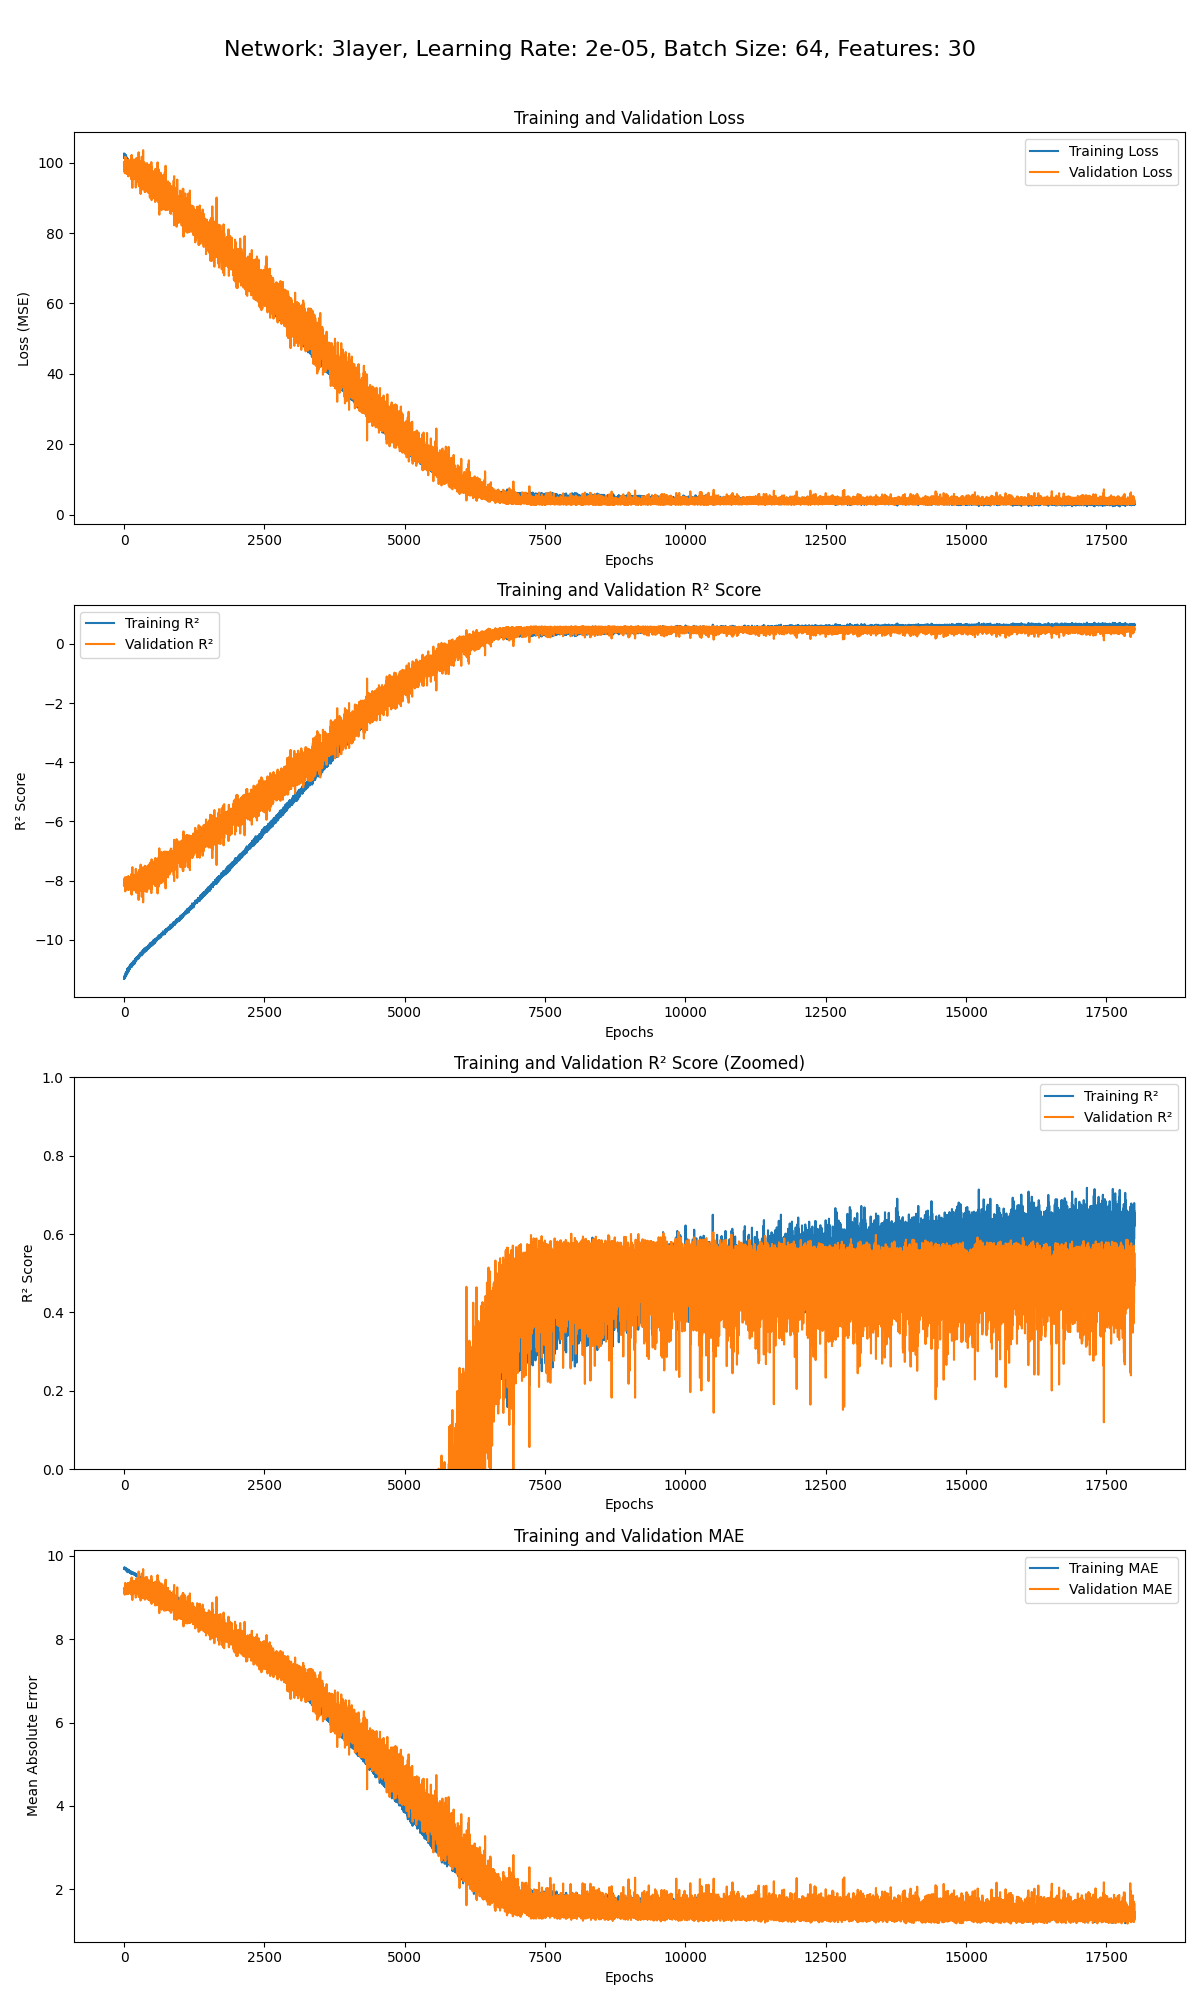 Network: 3layer, Learning Rate: 2e-05, Batch Size: 64, Features: 30
Training and Validation Loss
Training Loss
Validation Loss
100
80
60
40
20
0
Loss (MSE)
0 2500 5000 7500 10000 12500 15000 17500
Epochs
Training and Validation R² Score
Training R²
Validation R²
0
−2
−4
−6
−8
−10
R² Score
0 2500 5000 7500 10000 12500 15000 17500
Epochs
Training and Validation R² Score (Zoomed)
Training R²
Validation R²
1.0
0.8
0.6
0.4
0.2
0.0
R² Score
0 2500 5000 7500 10000 12500 15000 17500
Epochs
Training and Validation MAE
Training MAE
Validation MAE
10
8
6
4
2
Mean Absolute Error
0 2500 5000 7500 10000 12500 15000 17500
Epochs